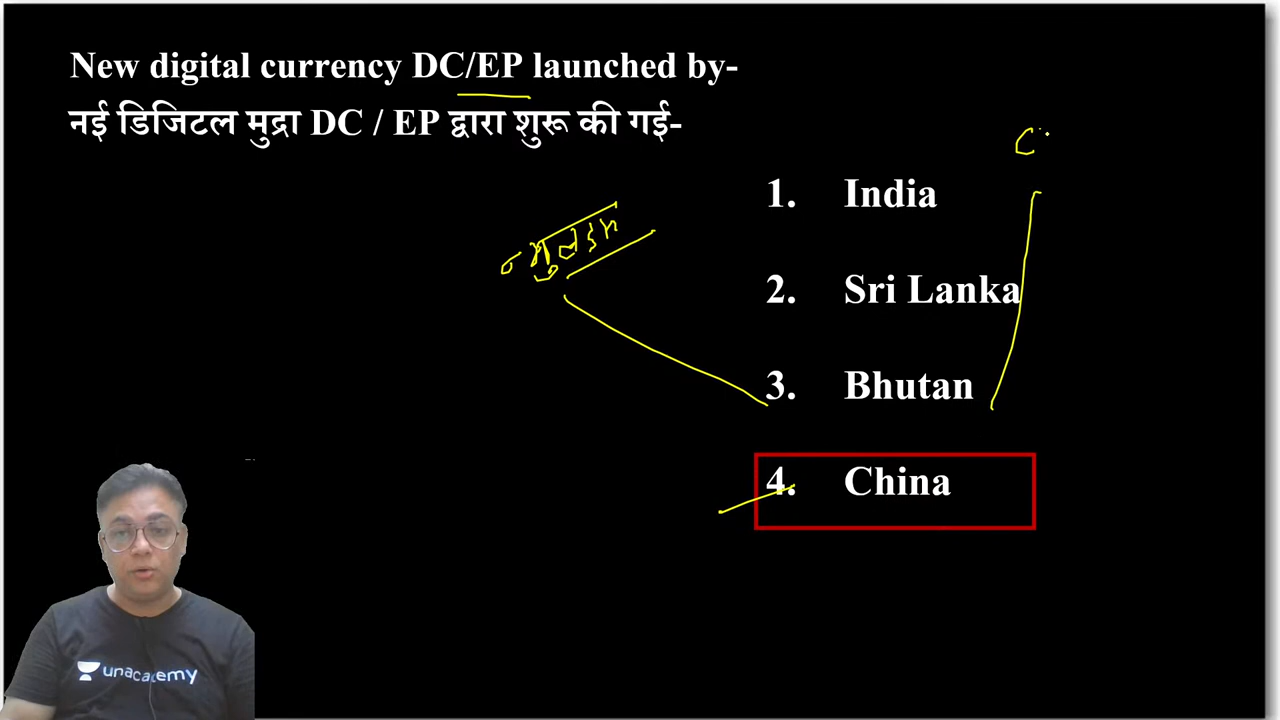 New digital currency DC/EP launched by-
नई डिजिटल मुद्रा DC / EP द्वारा शुरू की गई-
1. India
2. Sri Lanka
3. Bhutan
4. China
unacademy